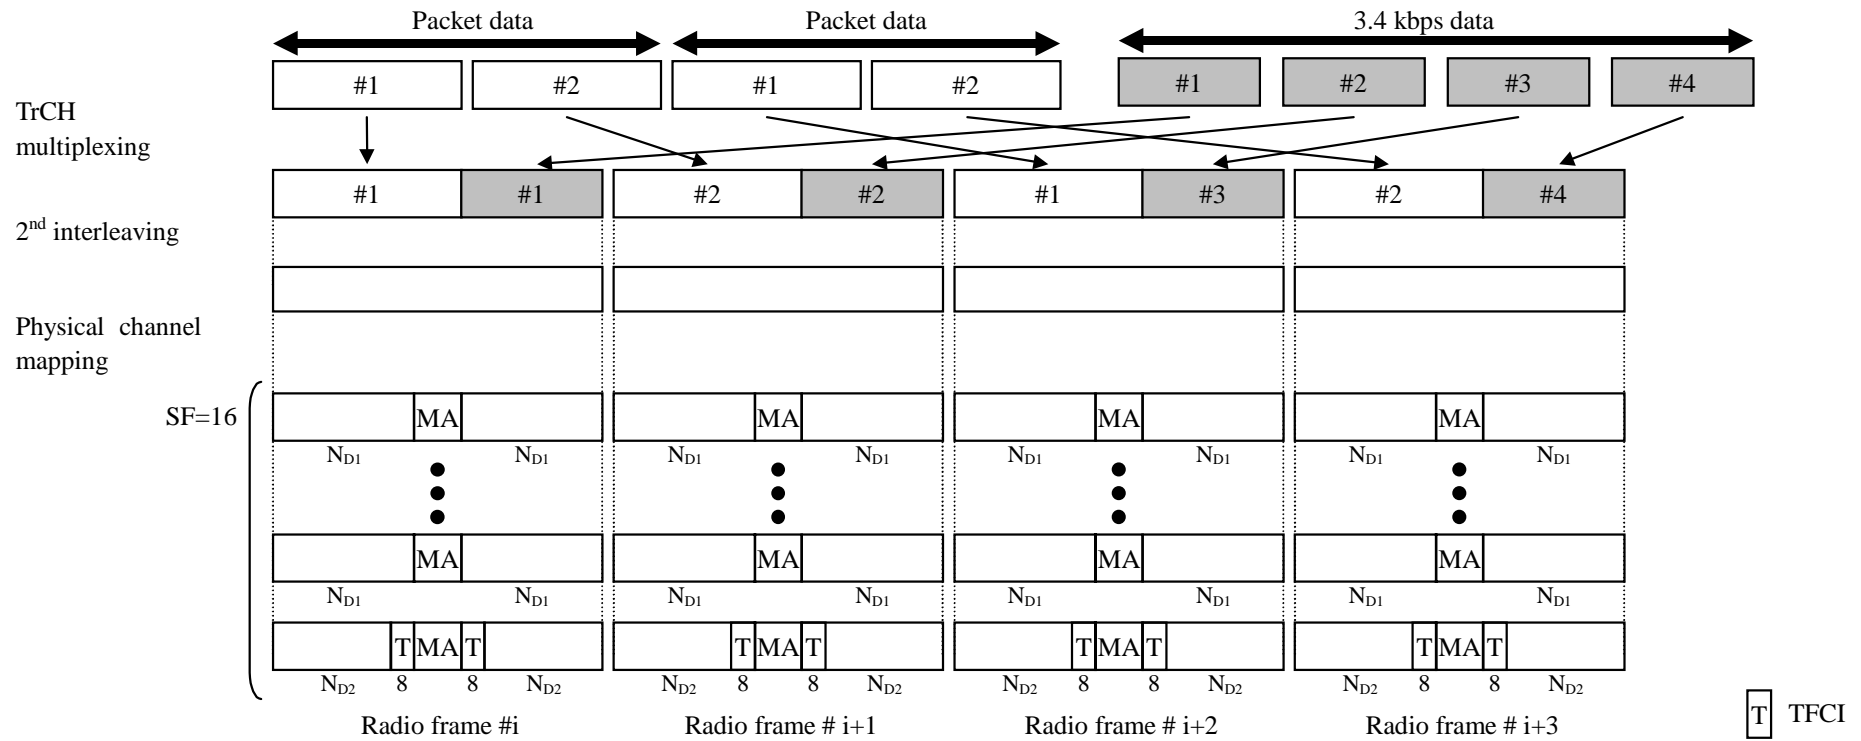 Packet data Packet data 3.4 kbps data
#1 #2 #1 #2 #1 #2 #3 #4
TrCH
multiplexing
#1 #1 #2 #2 #1 #3 #2 #4
2nd interleaving
Physical channel
mapping
SF=16 MA MA MA MA
ND1 ND1 ND1 ND1 ND1 ND1 ND1 ND1
MA MA MA MA
ND1 ND1 ND1 ND1 ND1 ND1 ND1 ND1
T MA T T MA T T MA T T MA T
ND2 8 8 ND2 ND2 8 8 ND2 ND2 8 8 ND2 ND2 8 8 ND2
Radio frame #i Radio frame # i+1 Radio frame # i+2 Radio frame # i+3
T TFCI